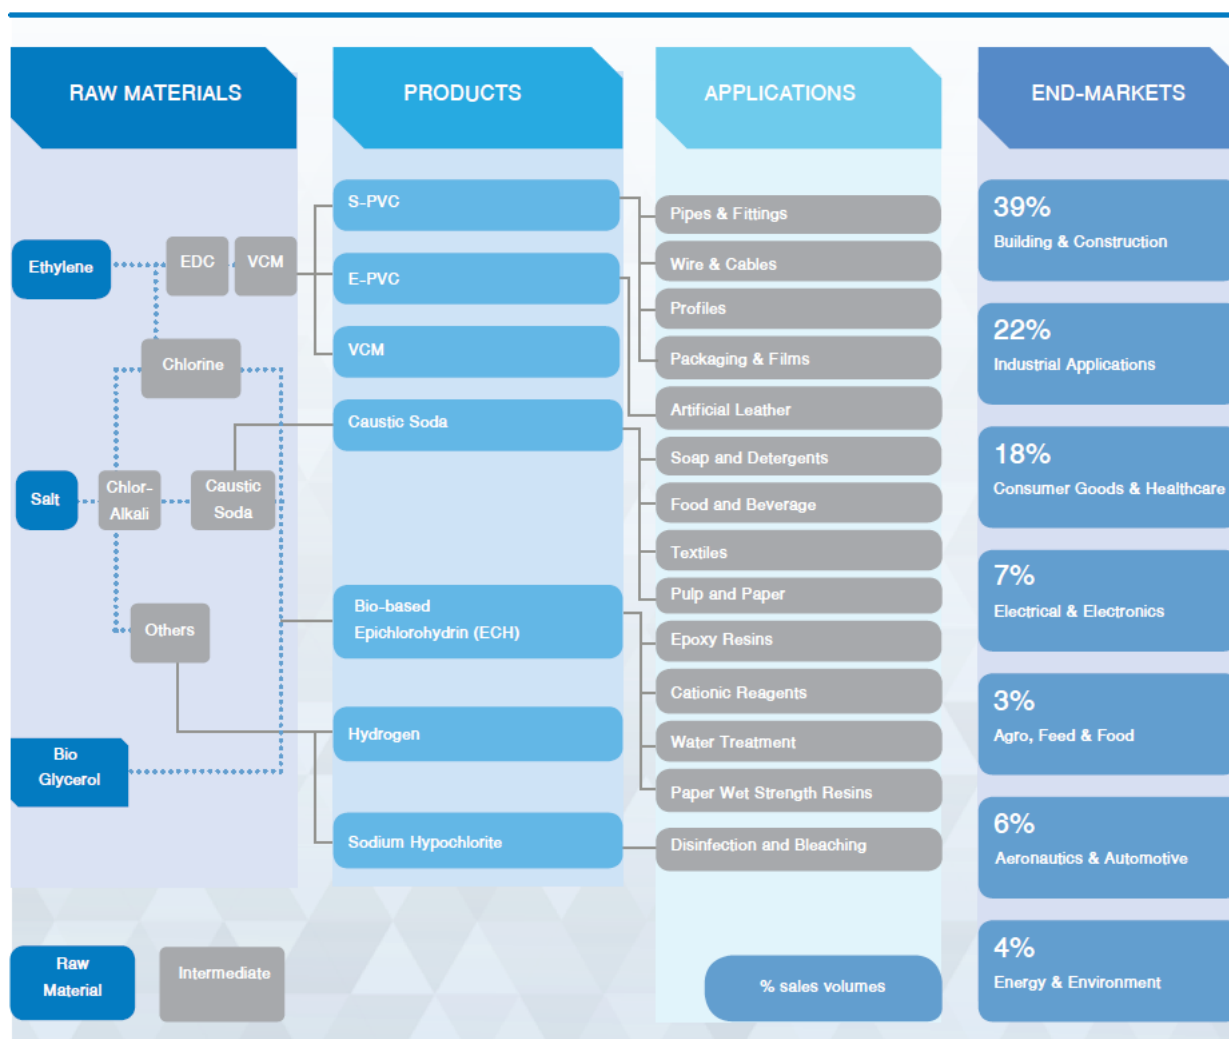 RAW MATERIALS
PRODUCTS
APPLICATIONS
END-MARKETS
Ethylene
EDC
VCM
Chlorine
Salt
Chlor-
Alkali
Caustic
Soda
Others
Bio
Glycerol
Raw
Material
Intermediate
S-PVC
E-PVC
VCM
Caustic Soda
Bio-based
Epichlorohydrin (ECH)
Hydrogen
Sodium Hypochlorite
Pipes & Fittings
Wire & Cables
Profiles
Packaging & Films
Artificial Leather
Soap and Detergents
Food and Beverage
Textiles
Pulp and Paper
Epoxy Resins
Cationic Reagents
Water Treatment
Paper Wet Strength Resins
Disinfection and Bleaching
% sales volumes
39%
Building & Construction
22%
Industrial Applications
18%
Consumer Goods & Healthcare
7%
Electrical & Electronics
3%
Agro, Feed & Food
6%
Aeronautics & Automotive
4%
Energy & Environment